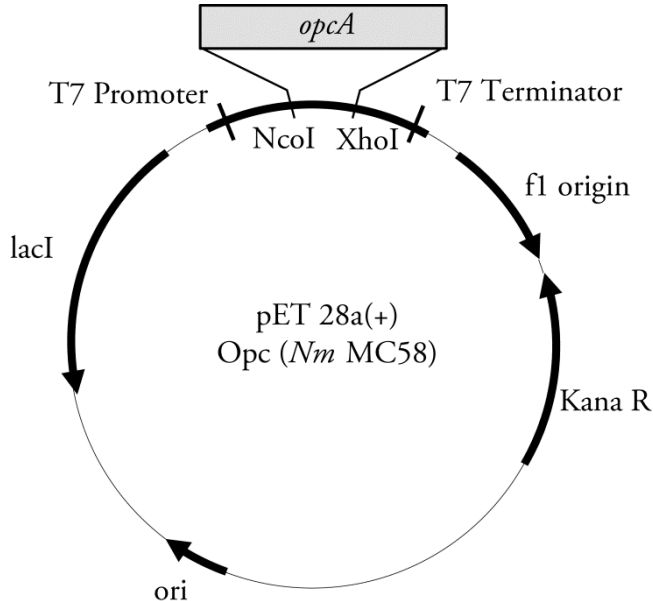 opcA
T7 Promoter
T7 Terminator
NcoI
XhoI
f1 origin
lacI
pET 28a(+)
Opc (Nm MC58)
Kana R
ori